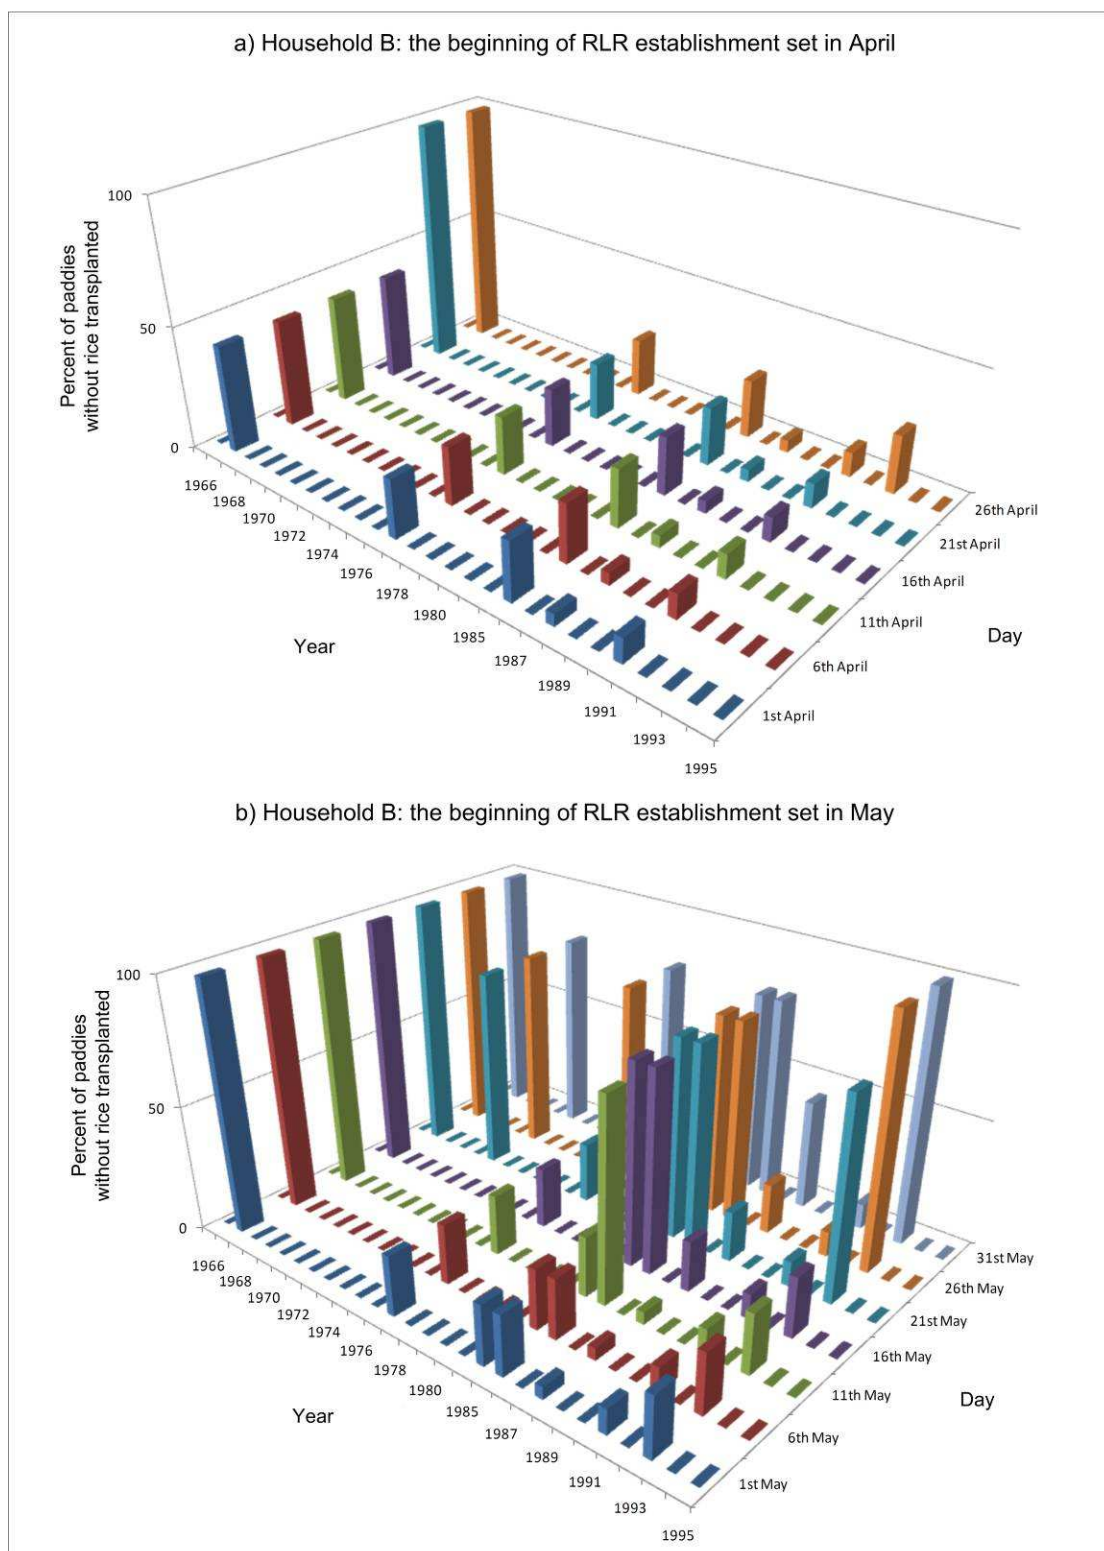 a) Household B: the beginning of RLR establishment set in April
100
50
0
Percent of paddies
without rice transplanted
1966
1968
1970
1972
1974
1976
1978
1980
1985
1987
1989
1991
1993
1995
Year
26th April
21st April
16th April
11th April
6th April
1st April
Day
b) Household B: the beginning of RLR establishment set in May
100
50
0
Percent of paddies
without rice transplanted
1966
1968
1970
1972
1974
1976
1978
1980
1985
1987
1989
1991
1993
1995
Year
31st May
26th May
21st May
16th May
11th May
6th May
1st May
Day